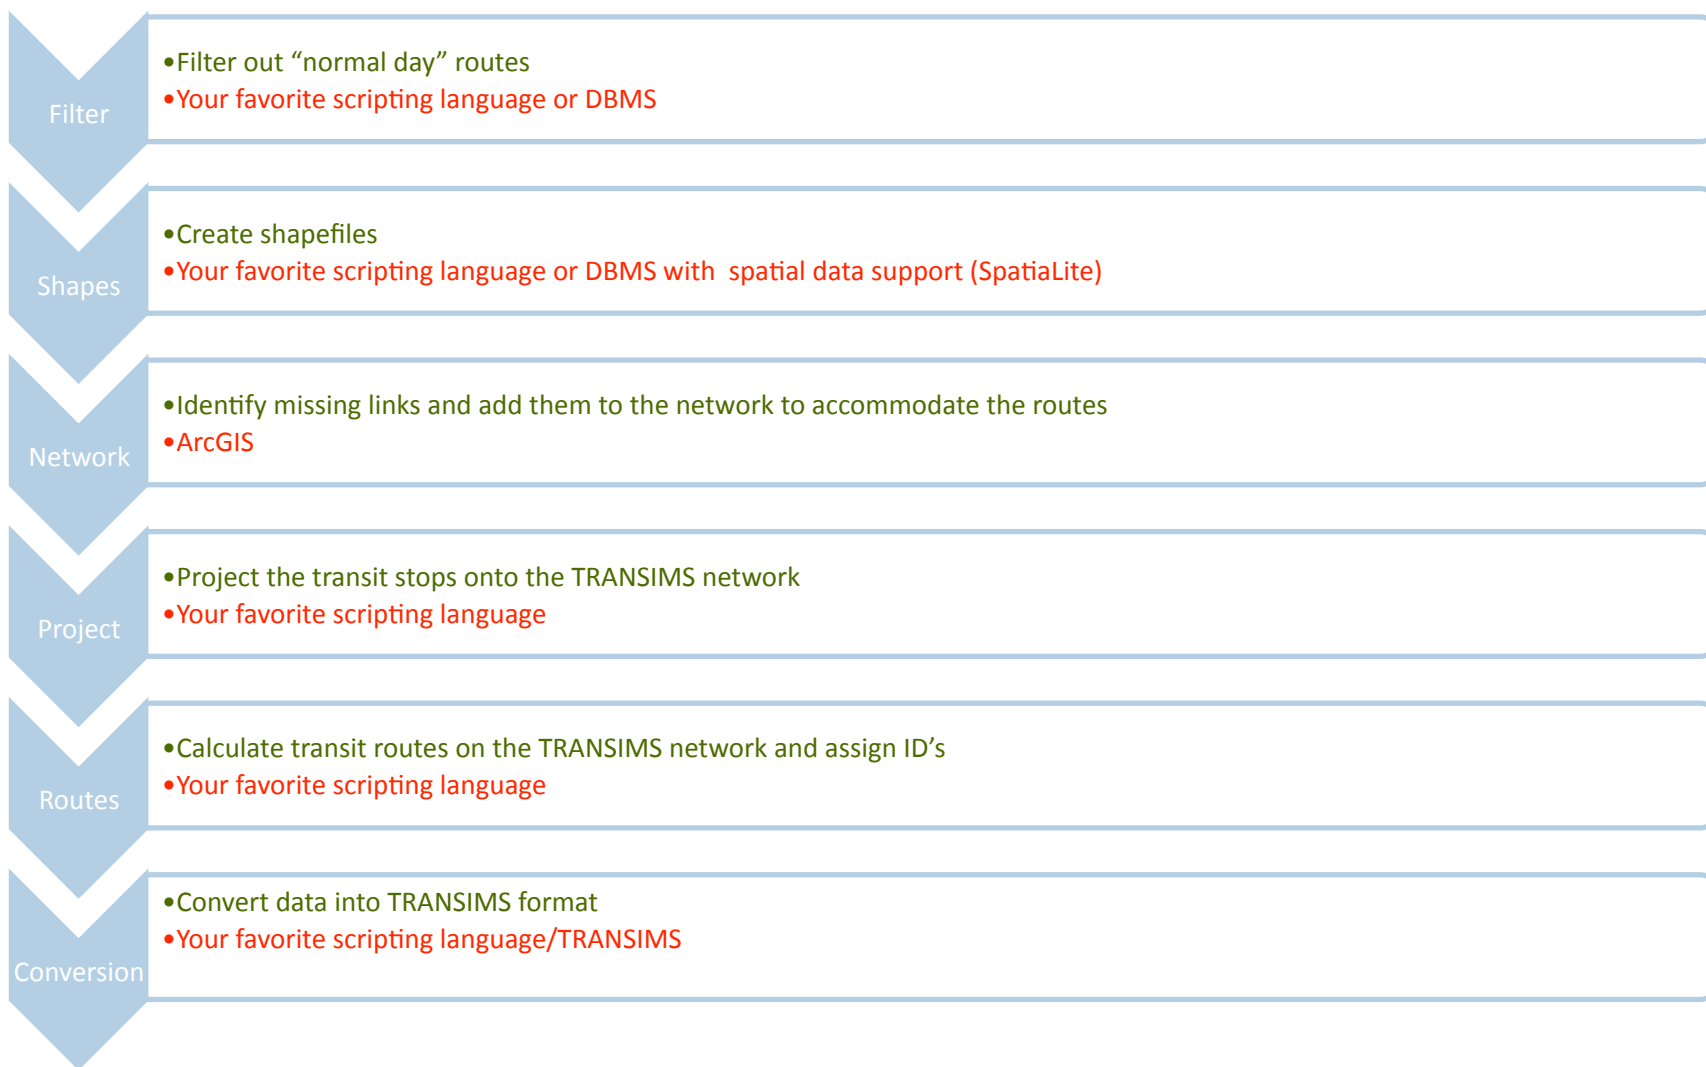 Filter
•Filter out “normal day” routes
•Your favorite scripting language or DBMS
Shapes
•Create shapefiles
•Your favorite scripting language or DBMS with  spatial data support (SpatiaLite)
Network
•Identify missing links and add them to the network to accommodate the routes
•ArcGIS
Project
•Project the transit stops onto the TRANSIMS network
•Your favorite scripting language
Routes
•Calculate transit routes on the TRANSIMS network and assign ID’s
•Your favorite scripting language
Conversion
•Convert data into TRANSIMS format
•Your favorite scripting language/TRANSIMS